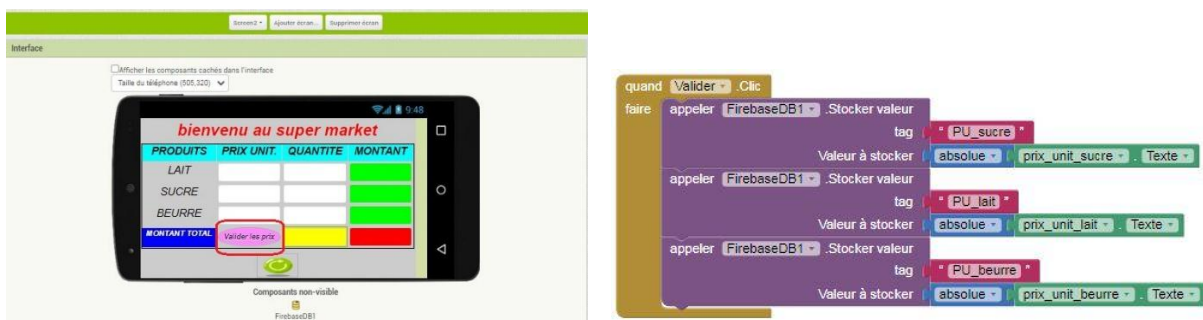 Screen2 Ajouter écran... Supprimer écran
Interface
Afficher les composants cachés dans l'interface
Taille du téléphone (505,320)
9:48
bienvenu au super market
PRODUITS PRIX UNIT. QUANTITE MONTANT
LAIT
SUCRE
BEURRE
MONTANT TOTAL Valider les prix
Composants non-visible
FirebaseDB1
quand Valider .Clic
faire appeler FirebaseDB1 .Stocker valeur
tag " PU_sucre "
Valeur à stocker absolue prix_unit_sucre . Texte
appeler FirebaseDB1 .Stocker valeur
tag " PU_lait "
Valeur à stocker absolue prix_unit_lait . Texte
appeler FirebaseDB1 .Stocker valeur
tag " PU_beurre "
Valeur à stocker absolue prix_unit_beurre . Texte